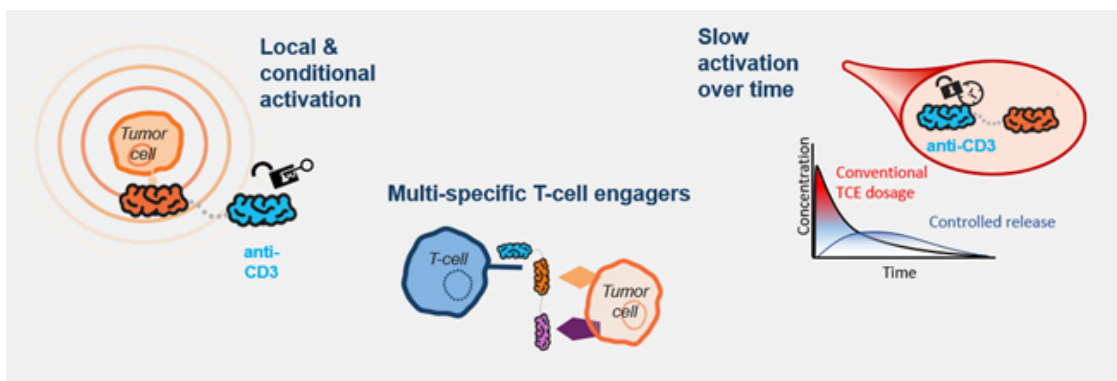 Local &
conditional
activation
Tumor
cell
anti-
CD3
Multi-specific T-cell engagers
T-cell
Tumor
cell
Slow
activation
over time
anti-CD3
Concentration
Conventional
TCE dosage
Controlled release
Time